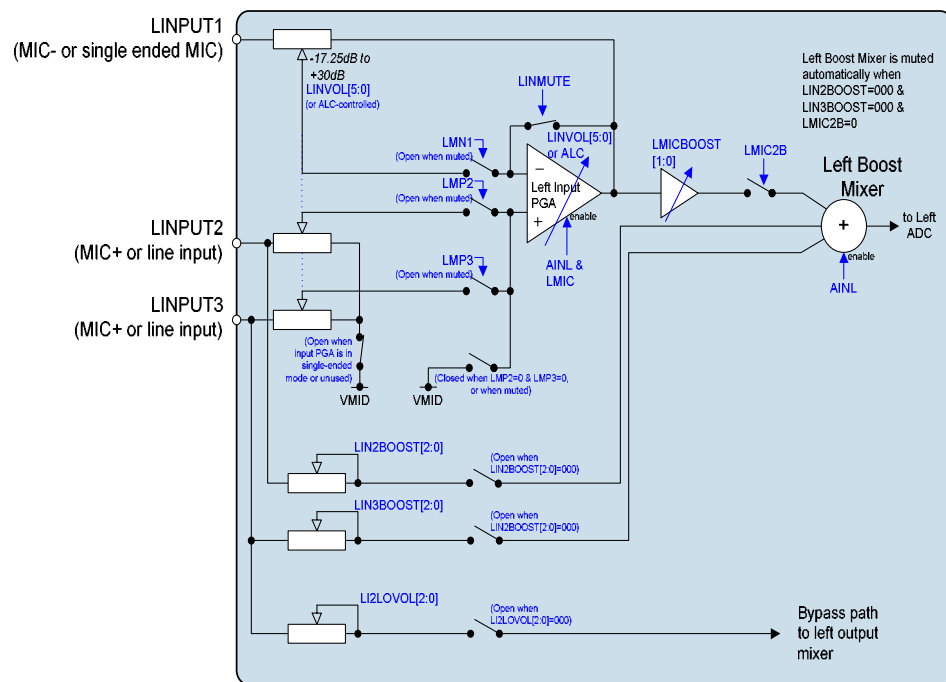 LINPUT1
(MIC- or single ended MIC)
-17.25dB to
+30dB
LINVOL[5:0]
(or ALC-controlled)
LINMUTE
LINVOL[5:0]
or ALC
Left Boost Mixer is muted
automatically when
LIN2BOOST=000 &
LIN3BOOST=000 &
LMIC2B=0
LMN1
(Open when muted)
LMICBOOST
[1:0]
LMIC2B
Left Boost
Mixer
LMP2
(Open when muted)
−
Left Input
PGA
+
enable
+
enable
to Left
ADC
LINPUT2
(MIC+ or line input)
LMP3
(Open when muted)
AINL &
LMIC
AINL
LINPUT3
(MIC+ or line input)
(Open when
input PGA is in
single-ended
mode or unused)
VMID
(Closed when LMP2=0 & LMP3=0,
or when muted)
VMID
LIN2BOOST[2:0]
(Open when
LIN2BOOST[2:0]=000)
LIN3BOOST[2:0]
(Open when
LIN2BOOST[2:0]=000)
LI2LOVOL[2:0]
(Open when
LI2LOVOL[2:0]=000)
Bypass path
to left output
mixer